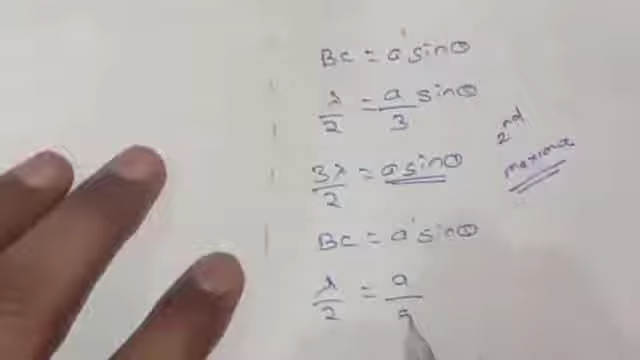 BC = a' sinθ
λ/2 = a/3 sinθ
3λ/2 = a sinθ
2nd maxima
BC = a' sinθ
λ/2 = a/5